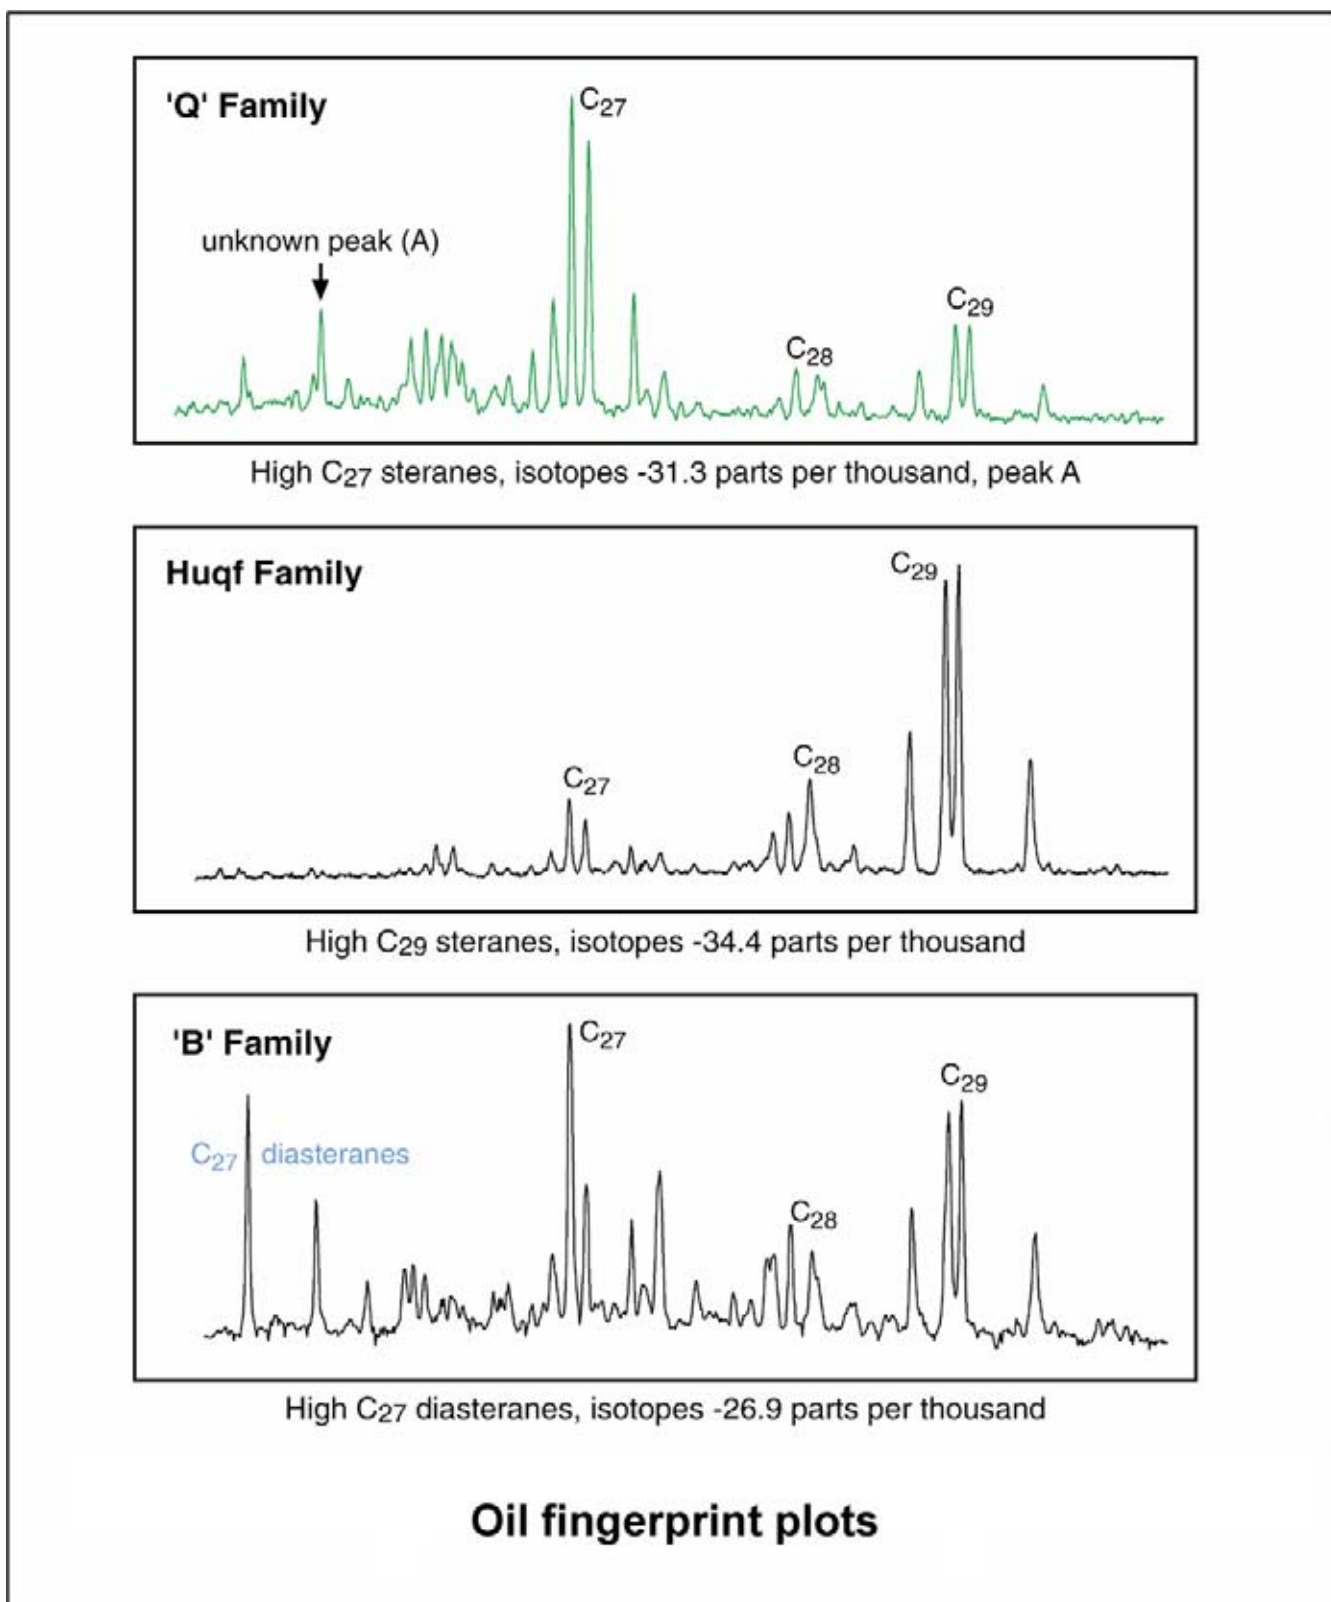 'Q' Family
C27
unknown peak (A)
C29
C28
High C27 steranes, isotopes -31.3 parts per thousand, peak A
Huqf Family
C29
C28
C27
High C29 steranes, isotopes -34.4 parts per thousand
'B' Family
C27
C29
C27 diasteranes
C28
High C27 diasteranes, isotopes -26.9 parts per thousand
Oil fingerprint plots